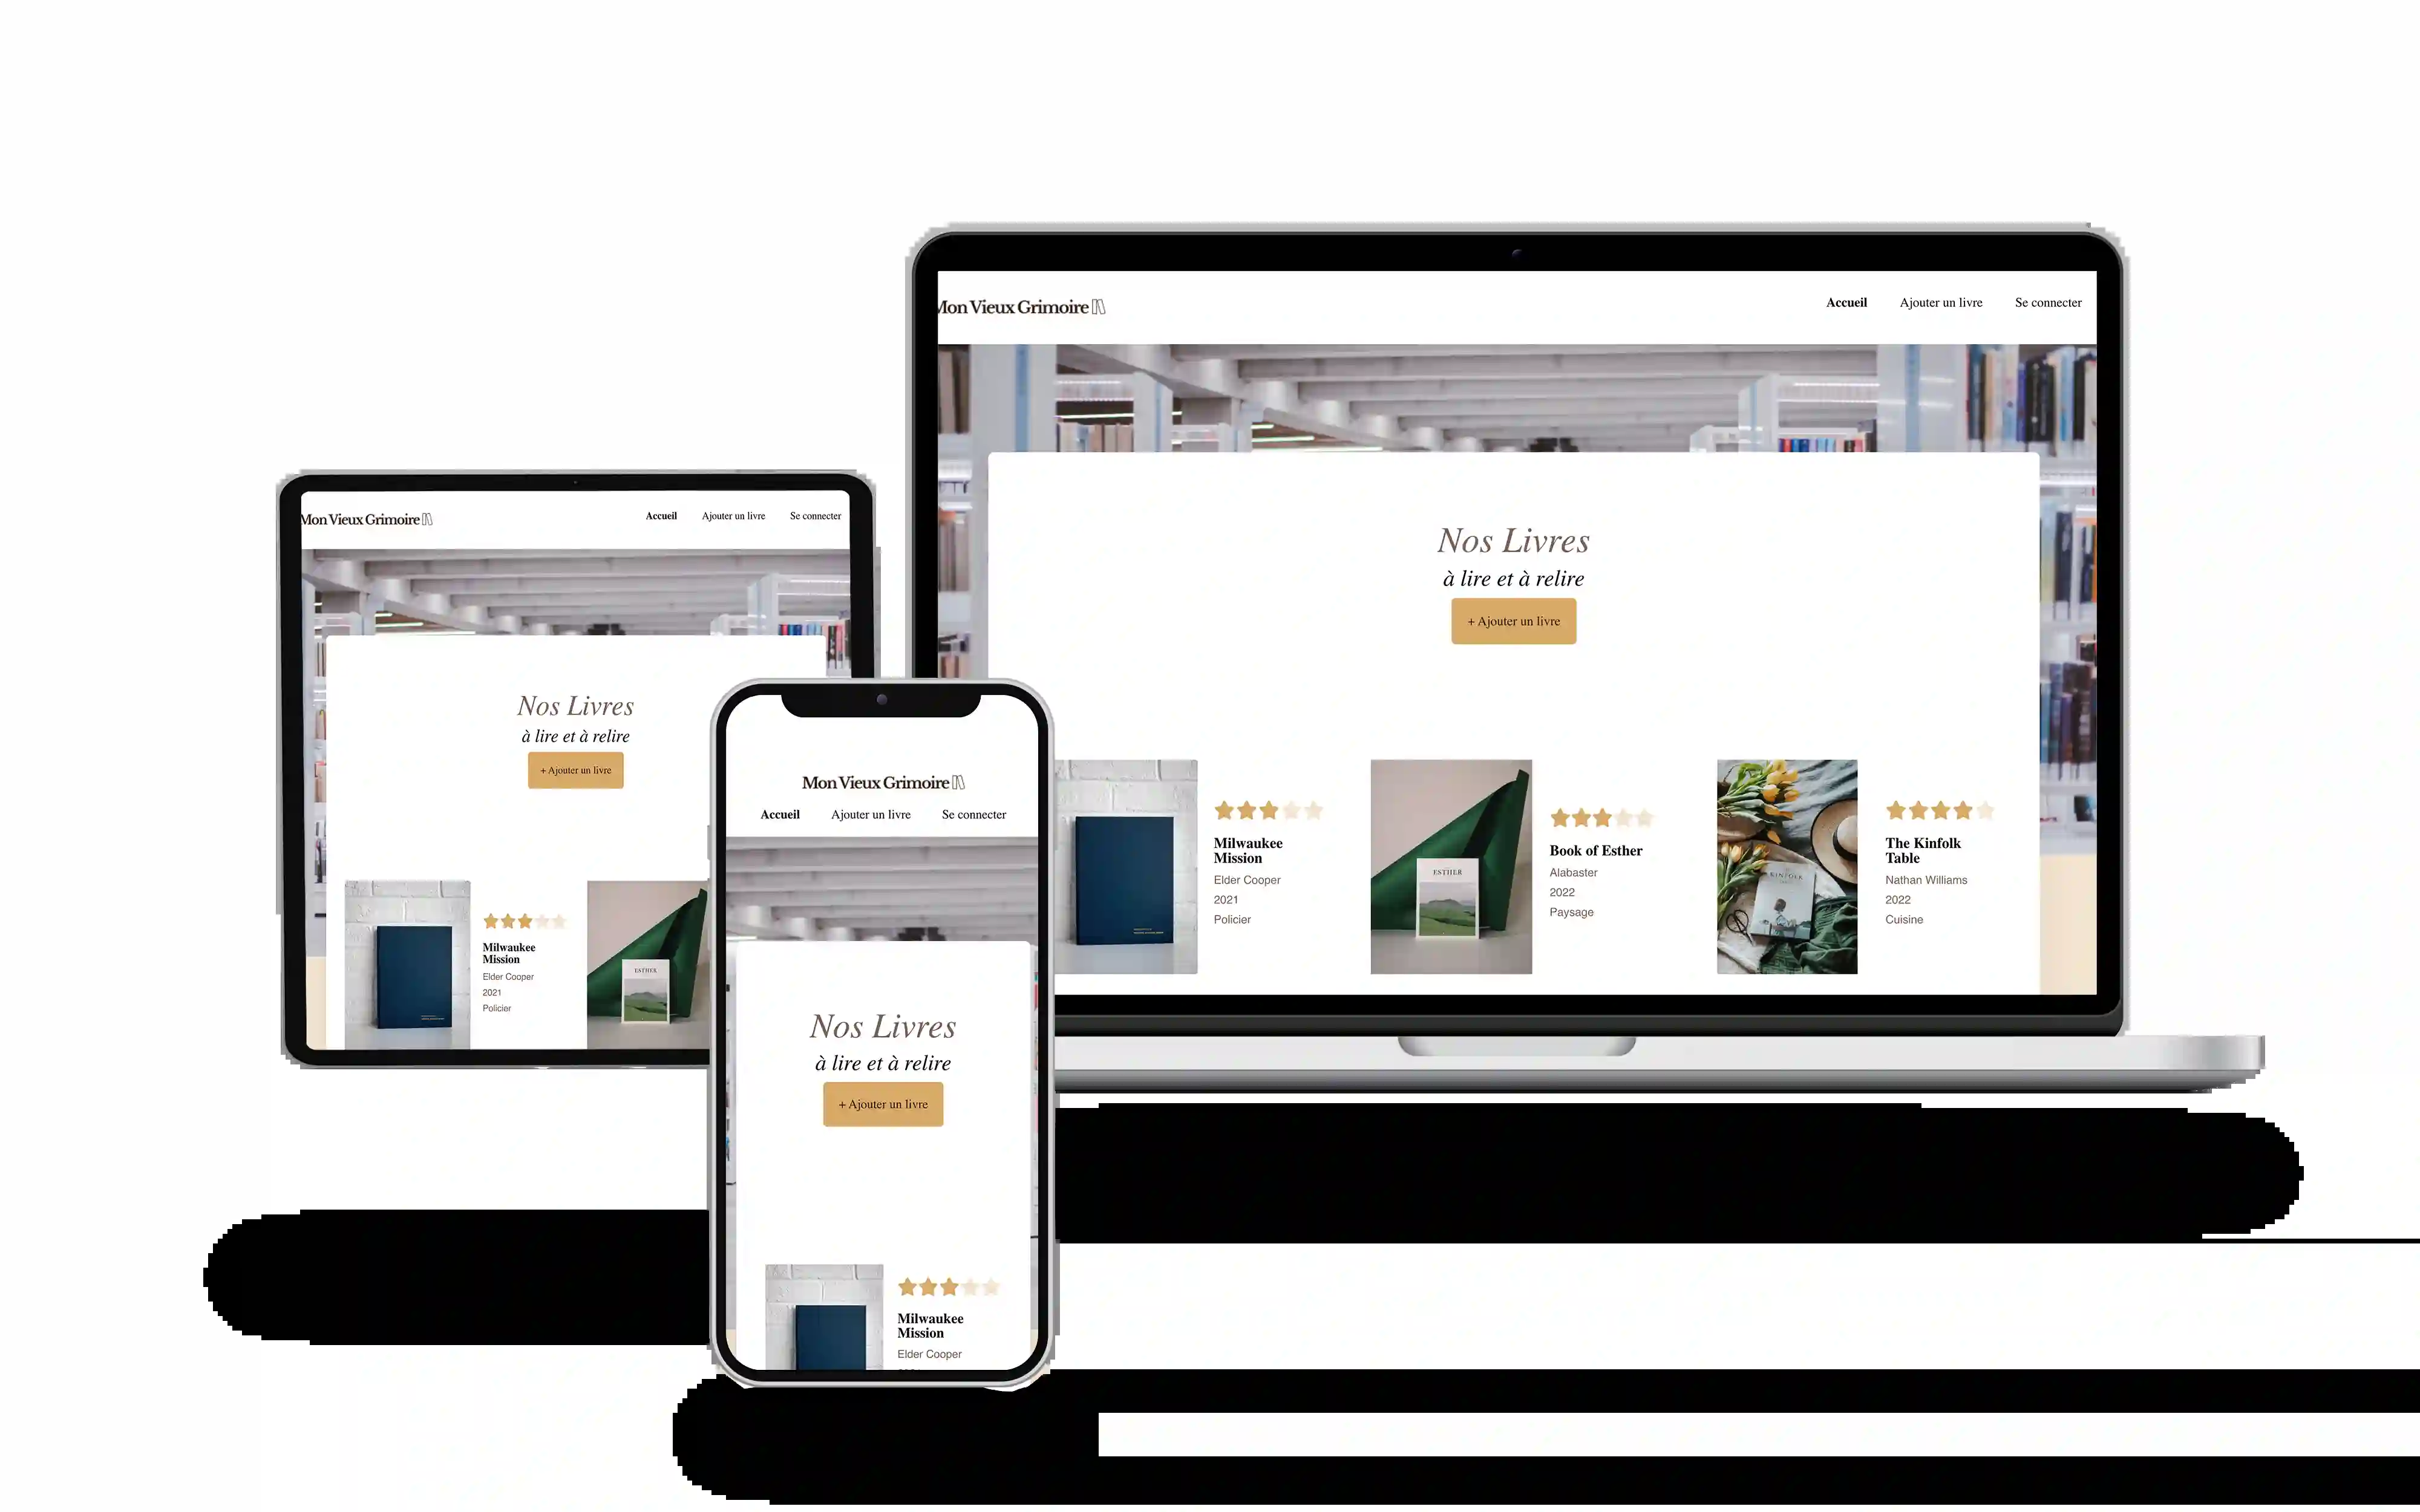 Mon Vieux Grimoire
Accueil Ajouter un livre Se connecter
Nos Livres
à lire et à relire
+ Ajouter un livre
Milwaukee
Mission
Elder Cooper
2021
Policier
ESTHER
Book of Esther
Alabaster
2022
Paysage
KINFOLK
The Kinfolk
Table
Nathan Williams
2022
Cuisine
Mon Vieux Grimoire
Accueil Ajouter un livre Se connecter
Nos Livres
à lire et à relire
+ Ajouter un livre
Milwaukee
Mission
Elder Cooper
2021
Policier
ESTHER
Mon Vieux Grimoire
Accueil Ajouter un livre Se connecter
Nos Livres
à lire et à relire
+ Ajouter un livre
Milwaukee
Mission
Elder Cooper